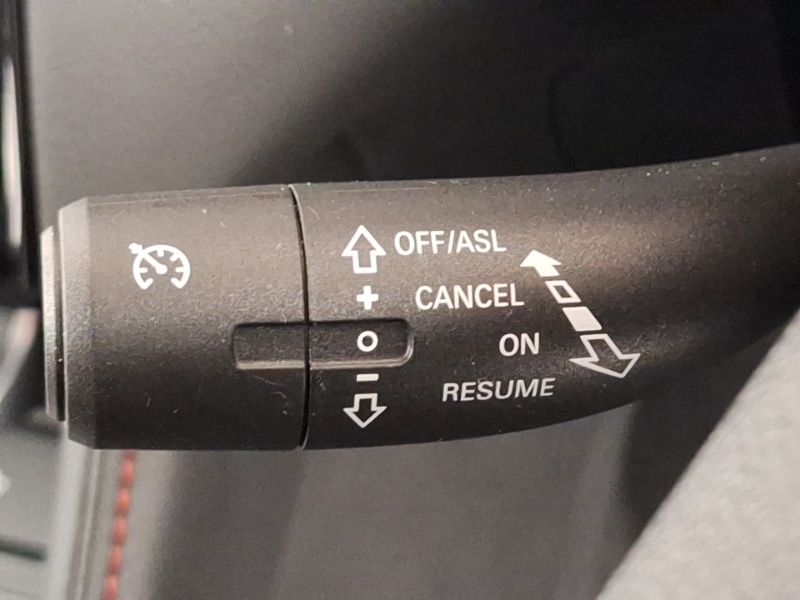 OFF/ASL
+ CANCEL
O ON
- RESUME